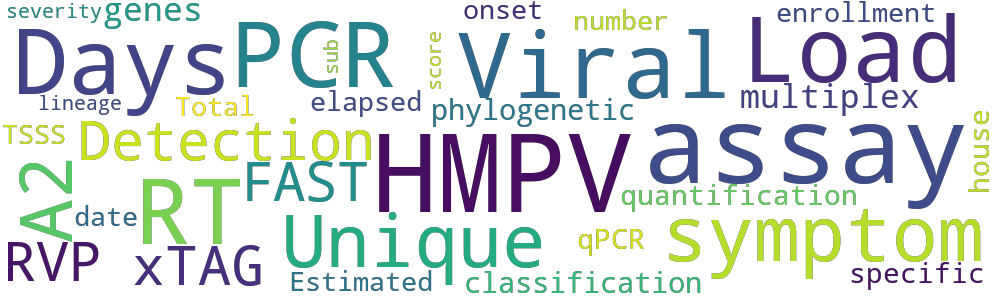 severity
genes
onset
number
enrollment
Days
PCR
sub
score
Viral
Load
lineage
Total
elapsed
phylogenetic
multiplex
TSSS
Detection
HMPV
assay
house
A2
date
RT
FAST
Unique
quantification
symptom
RVP
xTAG
qPCR
Estimated
classification
specific